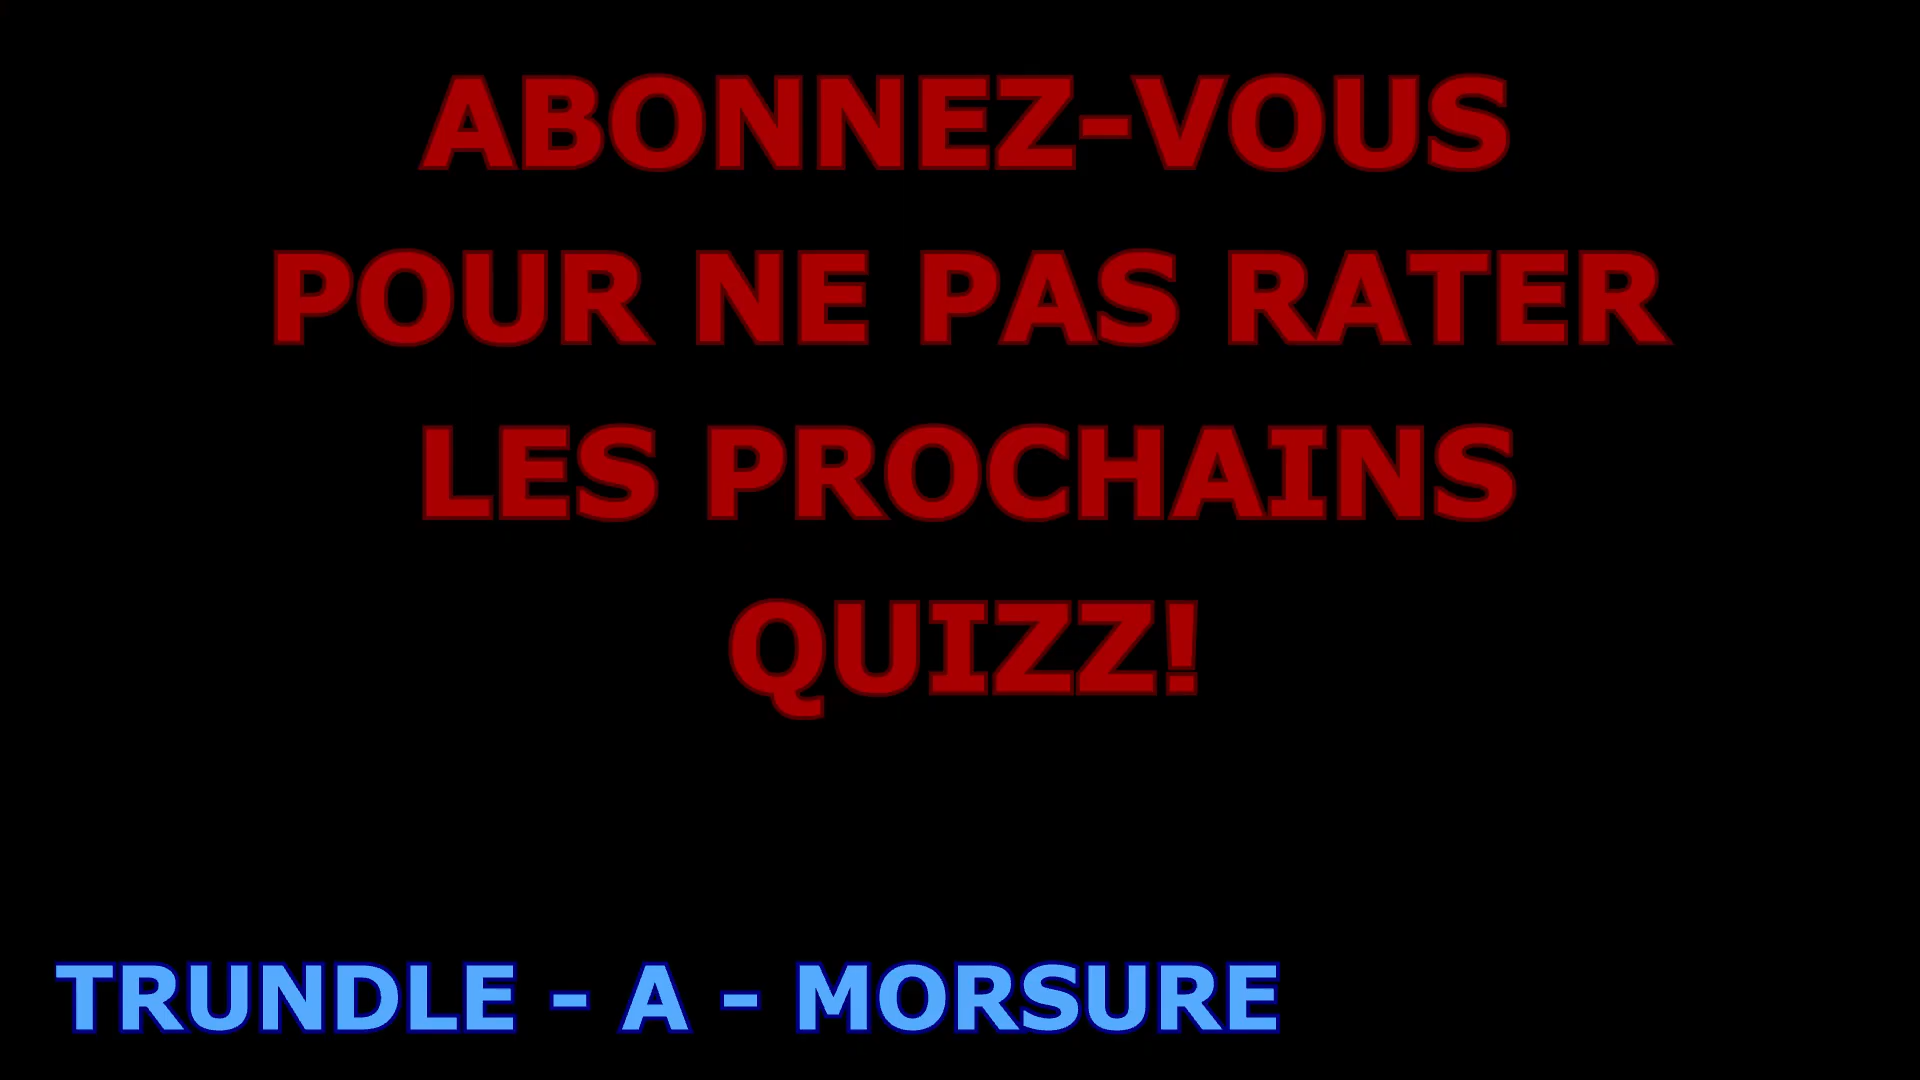 ABONNEZ-VOUS
POUR NE PAS RATER
LES PROCHAINS
QUIZZ!
TRUNDLE - A - MORSURE